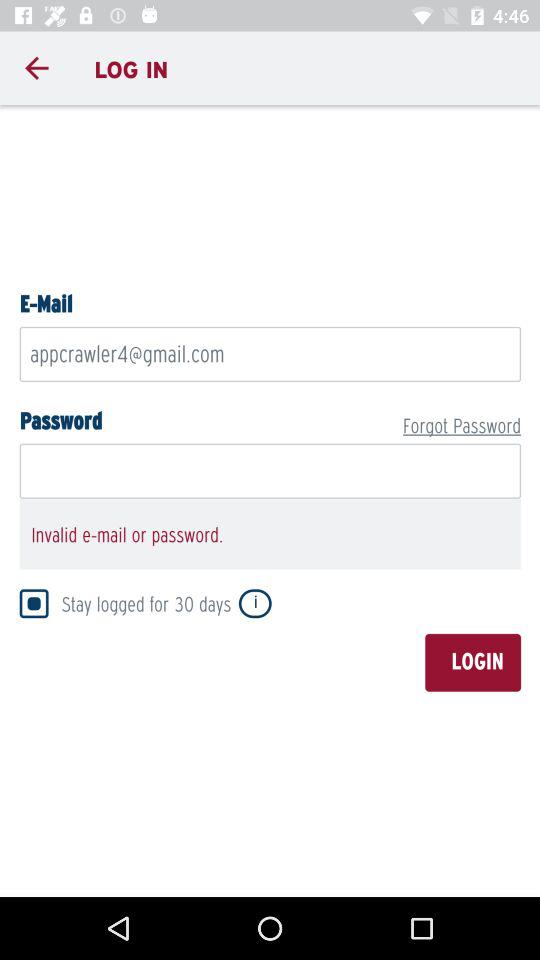 4:46
LOG IN
E-Mail
appcrawler4@gmail.com
Password
Forgot Password
Invalid e-mail or password.
Stay logged for 30 days i
LOGIN